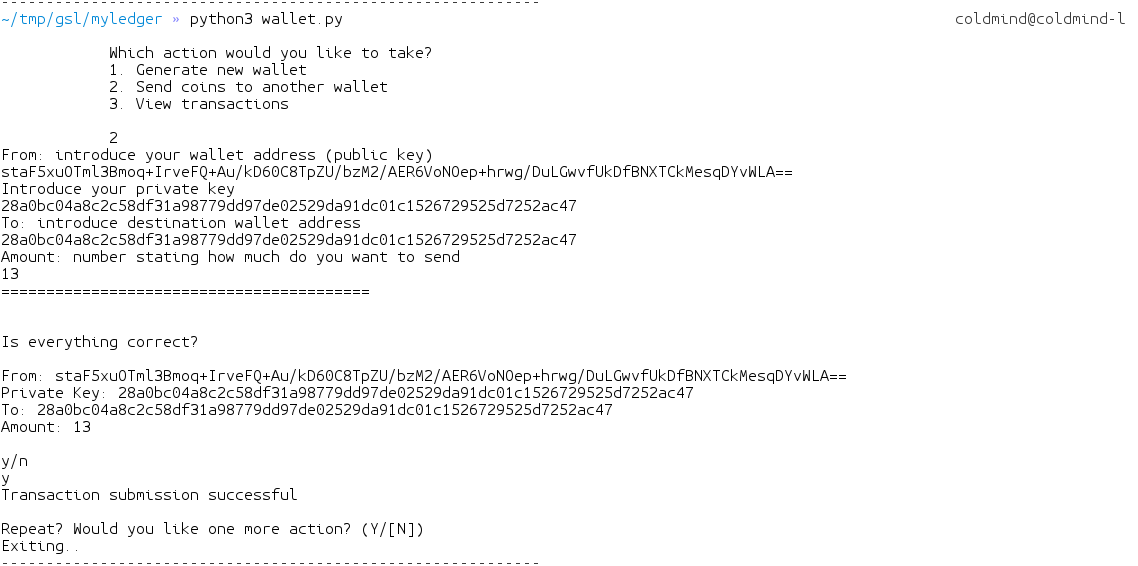 ------------------------------------------------------------
~/tmp/gsl/myledger » python3 wallet.py coldmind@coldmind-l
Which action would you like to take?
1. Generate new wallet
2. Send coins to another wallet
3. View transactions
2
From: introduce your wallet address (public key)
staF5xuOTml3Bmoq+IrveFQ+Au/kD60C8TpZU/bzM2/AER6VoNOep+hrwg/DuLGwvfUkDfBNXTCkMesqDYvWLA==
Introduce your private key
28a0bc04a8c2c58df31a98779dd97de02529da91dc01c1526729525d7252ac47
To: introduce destination wallet address
28a0bc04a8c2c58df31a98779dd97de02529da91dc01c1526729525d7252ac47
Amount: number stating how much do you want to send
13
=========================================
Is everything correct?
From: staF5xuOTml3Bmoq+IrveFQ+Au/kD60C8TpZU/bzM2/AER6VoNOep+hrwg/DuLGwvfUkDfBNXTCkMesqDYvWLA==
Private Key: 28a0bc04a8c2c58df31a98779dd97de02529da91dc01c1526729525d7252ac47
To: 28a0bc04a8c2c58df31a98779dd97de02529da91dc01c1526729525d7252ac47
Amount: 13
y/n
y
Transaction submission successful
Repeat? Would you like one more action? (Y/[N])
Exiting..
------------------------------------------------------------